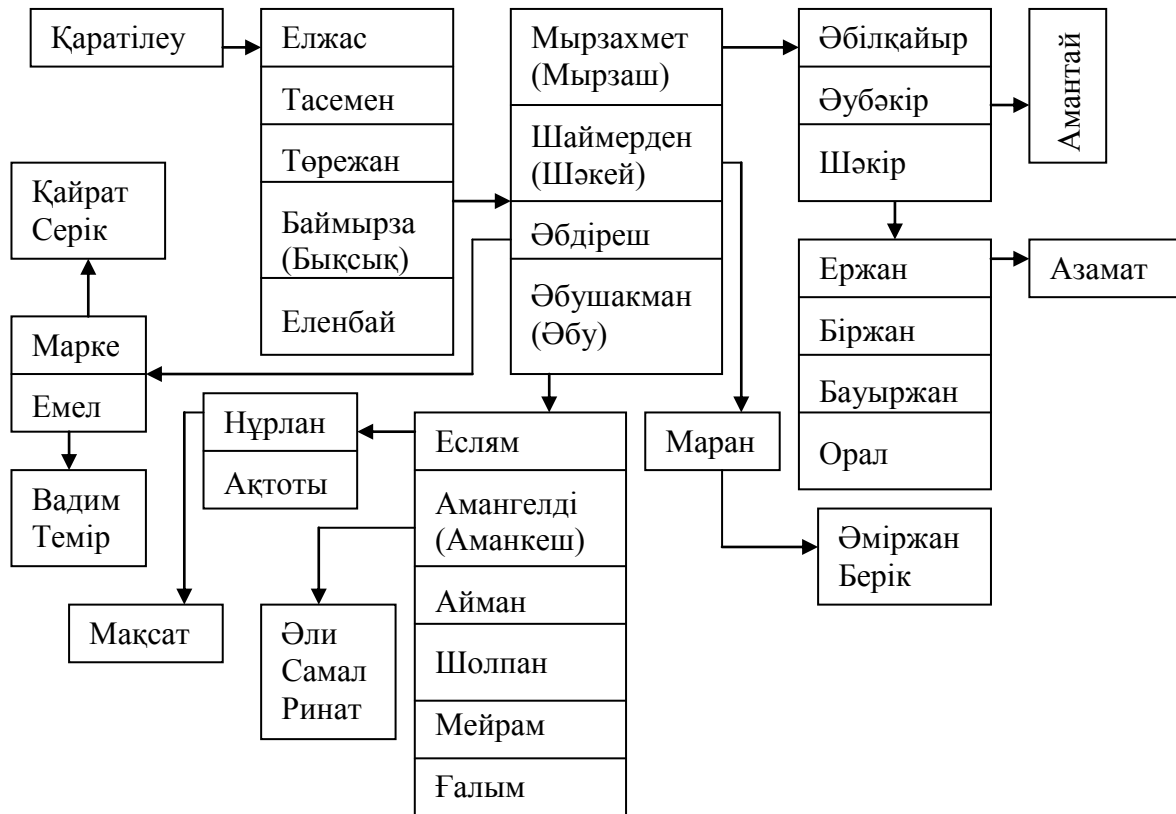 Қаратілеу
Елжас
Тасемен
Төрежан
Баймырза
(Бықсық)
Еленбай
Мырзахмет
(Мырзаш)
Шаймерден
(Шәкей)
Әбдіреш
Әбушакман
(Әбу)
Әбілқайыр
Әубәкір
Шәкір
Амантай
Қайрат
Серік
Марке
Емел
Вадим
Темір
Ержан
Біржан
Бауыржан
Орал
Азамат
Нұрлан
Ақтоты
Еслям
Амангелді
(Аманкеш)
Айман
Шолпан
Мейрам
Ғалым
Маран
Әміржан
Берік
Мақсат
Әли
Самал
Ринат